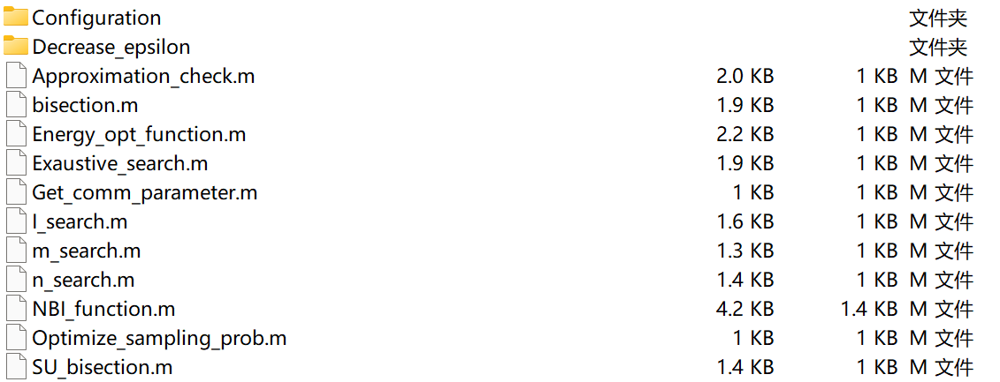 Configuration 文件夹
Decrease_epsilon 文件夹
Approximation_check.m 2.0 KB 1 KB M 文件
bisection.m 1.9 KB 1 KB M 文件
Energy_opt_function.m 2.2 KB 1 KB M 文件
Exaustive_search.m 1.9 KB 1 KB M 文件
Get_comm_parameter.m 1 KB 1 KB M 文件
I_search.m 1.6 KB 1 KB M 文件
m_search.m 1.3 KB 1 KB M 文件
n_search.m 1.4 KB 1 KB M 文件
NBI_function.m 4.2 KB 1.4 KB M 文件
Optimize_sampling_prob.m 1 KB 1 KB M 文件
SU_bisection.m 1.4 KB 1 KB M 文件